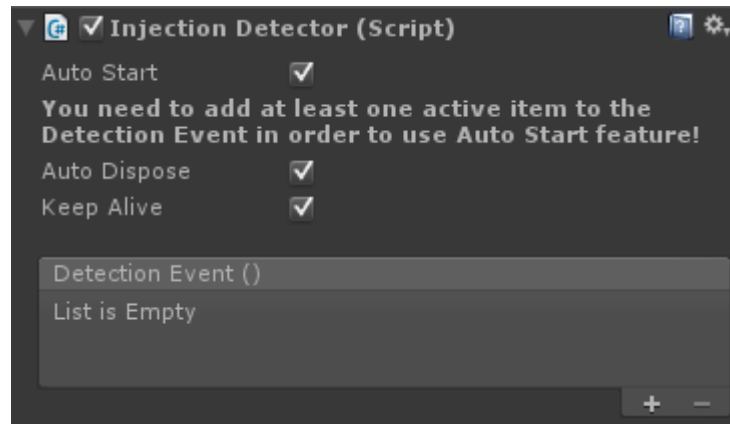 Injection Detector (Script)
Auto Start
You need to add at least one active item to the
Detection Event in order to use Auto Start feature!
Auto Dispose
Keep Alive
Detection Event ()
List is Empty
+ −